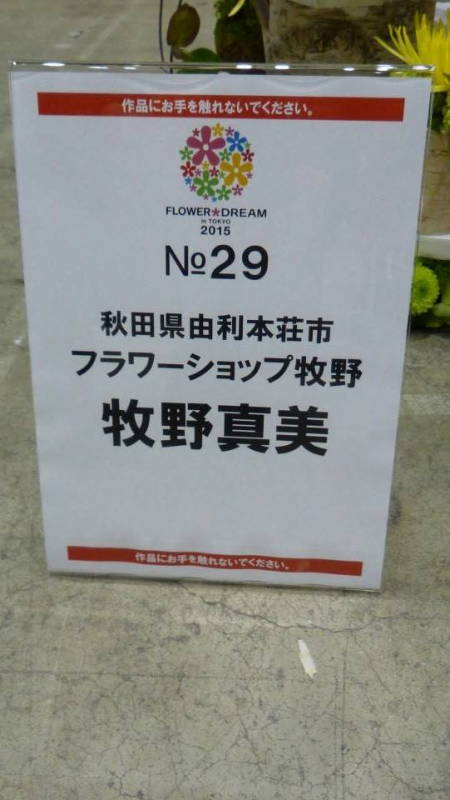 作品にお手を触れないでください。
FLOWER★DREAM
in TOKYO
2015
№29
秋田県由利本荘市
フラワーショップ牧野
牧野真美
作品にお手を触れないでください。